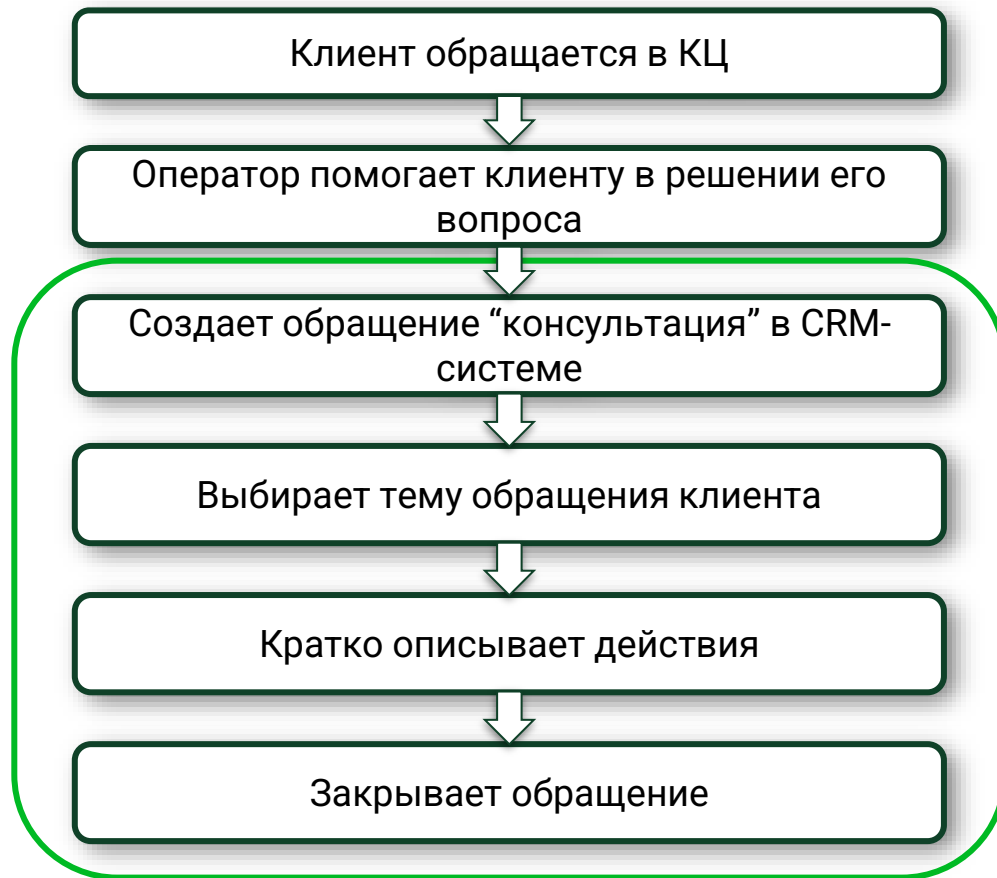 Клиент обращается в КЦ
Оператор помогает клиенту в решении его
вопроса
Создает обращение “консультация” в CRM-
системе
Выбирает тему обращения клиента
Кратко описывает действия
Закрывает обращение